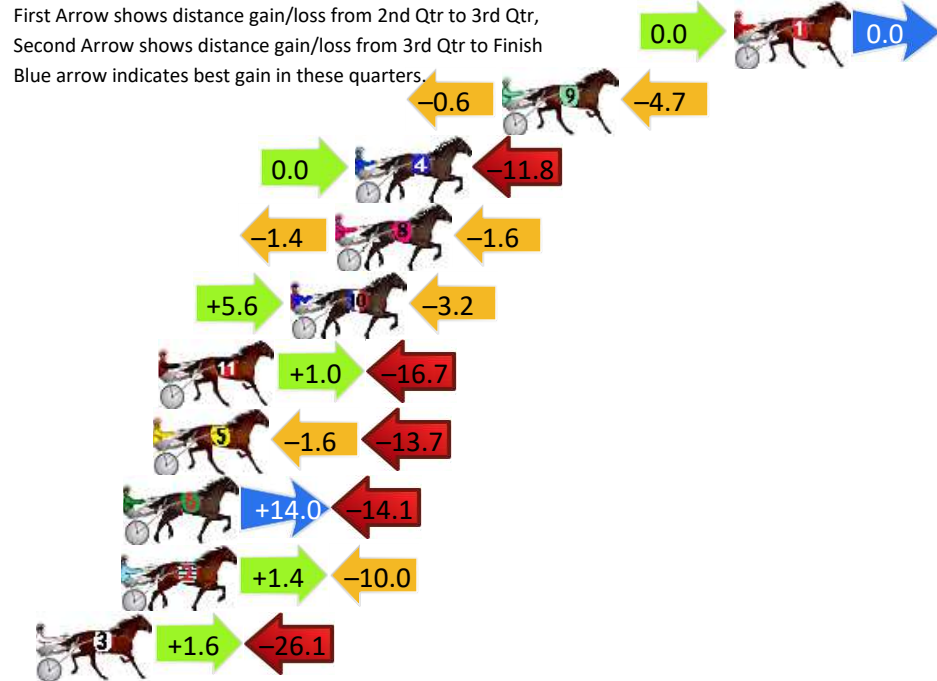 First Arrow shows distance gain/loss from 2nd Qtr to 3rd Qtr,
0.0 1 0.0
Second Arrow shows distance gain/loss from 3rd Qtr to Finish
Blue arrow indicates best gain in these quarters.
–0.6 9 –4.7
0.0 4 –11.8
–1.4 8 –1.6
+5.6 10 –3.2
11 +1.0 –16.7
5 –1.6 –13.7
6 +14.0 –14.1
2 +1.4 –10.0
3 +1.6 –26.1